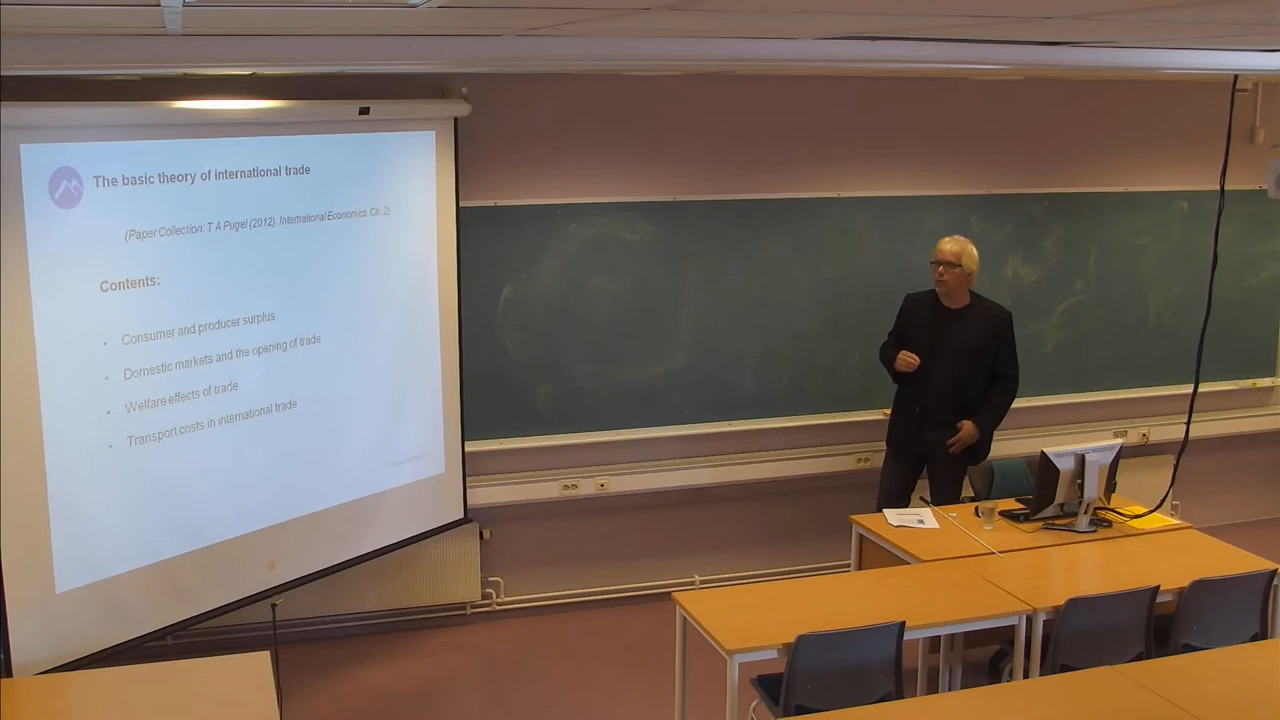 The basic theory of international trade
(Paper Collection: T A Pugel (2012). International Economics. Ch. 2)
Contents:
• Consumer and producer surplus
• Domestic markets and the opening of trade
• Welfare effects of trade
• Transport costs in international trade